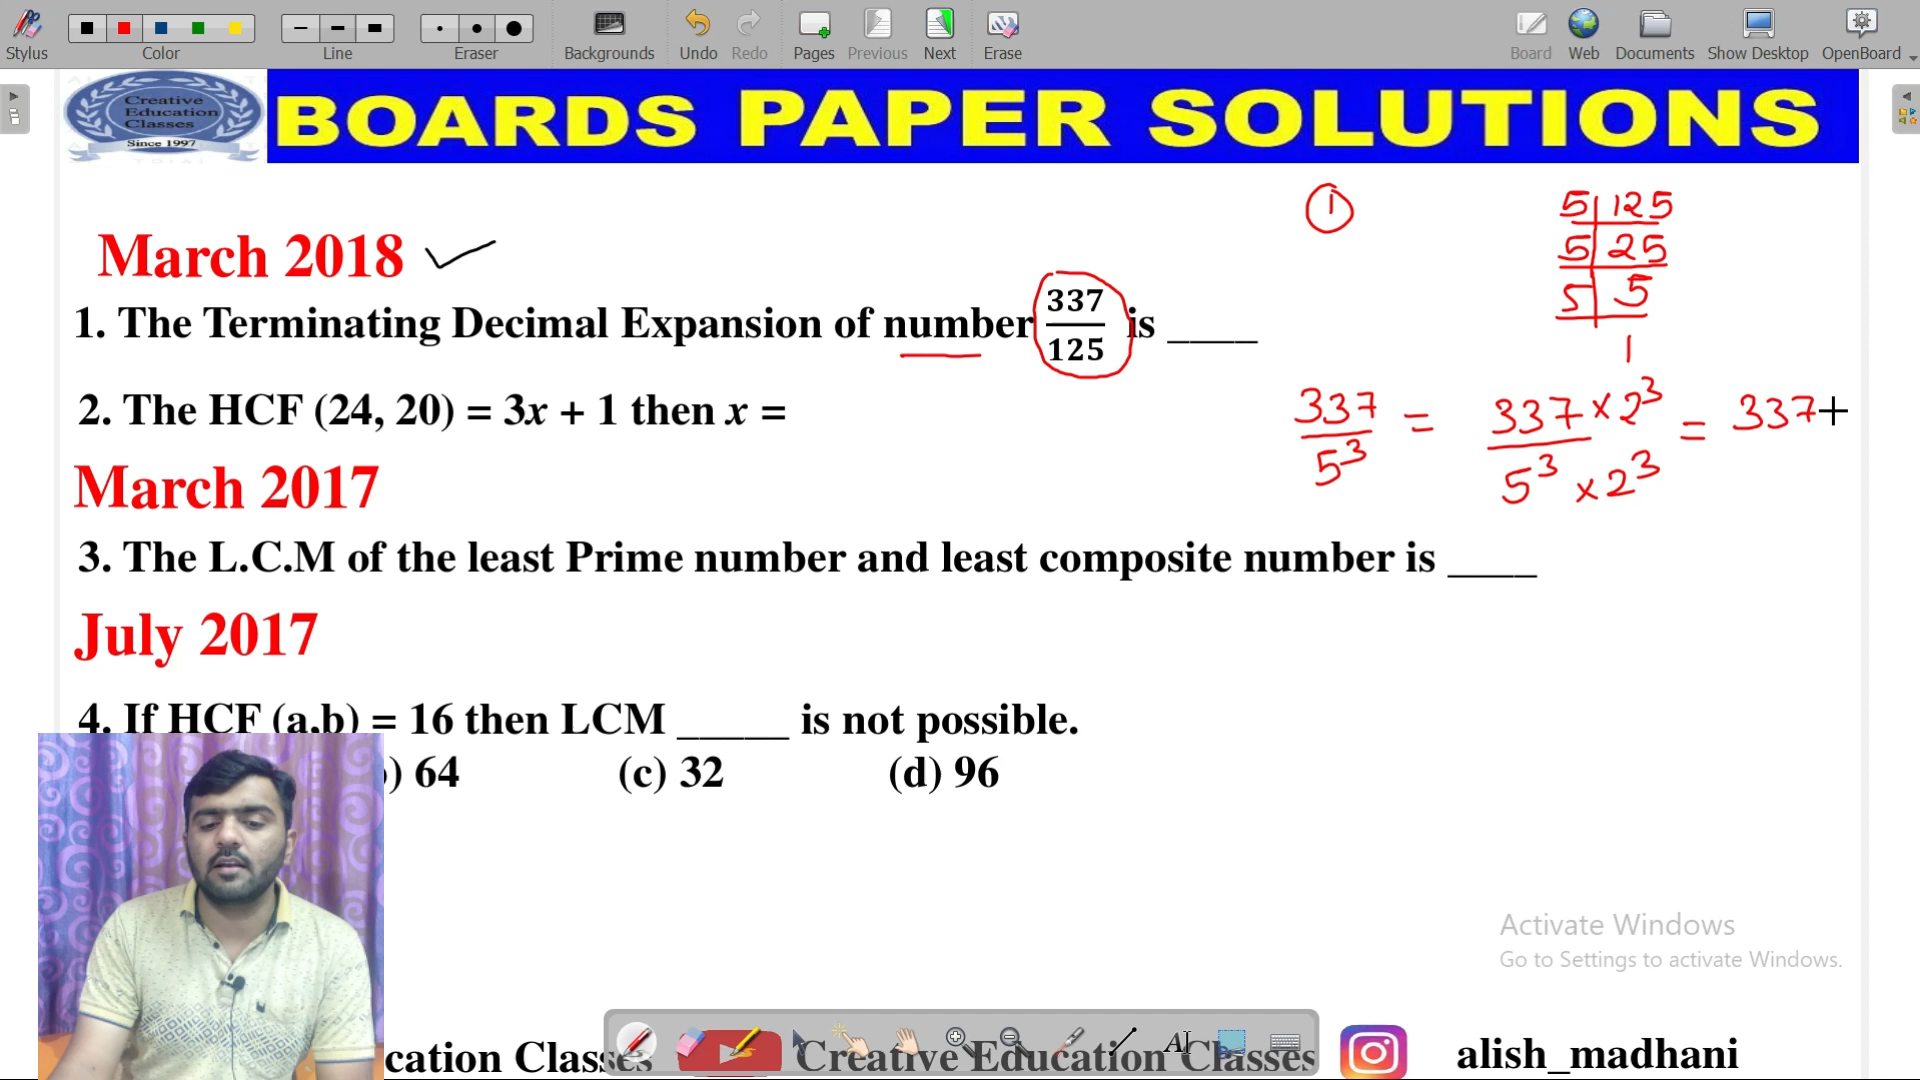 Stylus Color Line Eraser Backgrounds Undo Redo Pages Previous Next Erase Board Web Documents Show Desktop OpenBoard
Creative
Education
Classes
Since 1997
BOARDS PAPER SOLUTIONS
March 2018 ✓
1. The Terminating Decimal Expansion of number 337/125 is ____
2. The HCF (24, 20) = 3x + 1 then x =
March 2017
3. The L.C.M of the least Prime number and least composite number is ____
July 2017
4. If HCF (a,b) = 16 then LCM _____ is not possible.
) 64 (c) 32 (d) 96
1
5 | 125
5 | 25
5 | 5
1
337/5³ = 337 × 2³ / 5³ × 2³ = 337
Activate Windows
Go to Settings to activate Windows.
cation Classes Creative Education Classes alish_madhani